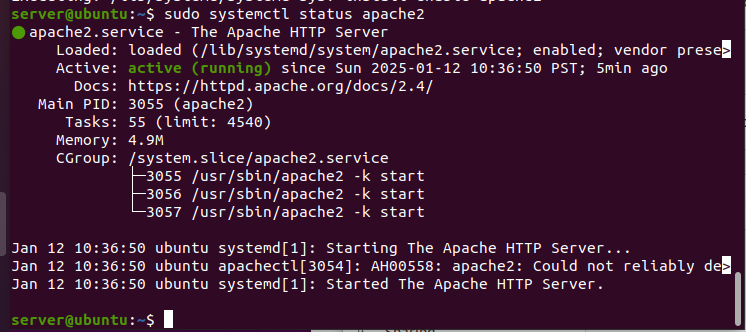 server@ubuntu:~$ sudo systemctl status apache2
● apache2.service - The Apache HTTP Server
Loaded: loaded (/lib/systemd/system/apache2.service; enabled; vendor prese>
Active: active (running) since Sun 2025-01-12 10:36:50 PST; 5min ago
Docs: https://httpd.apache.org/docs/2.4/
Main PID: 3055 (apache2)
Tasks: 55 (limit: 4540)
Memory: 4.9M
CGroup: /system.slice/apache2.service
├─3055 /usr/sbin/apache2 -k start
├─3056 /usr/sbin/apache2 -k start
└─3057 /usr/sbin/apache2 -k start
Jan 12 10:36:50 ubuntu systemd[1]: Starting The Apache HTTP Server...
Jan 12 10:36:50 ubuntu apachectl[3054]: AH00558: apache2: Could not reliably de>
Jan 12 10:36:50 ubuntu systemd[1]: Started The Apache HTTP Server.
server@ubuntu:~$